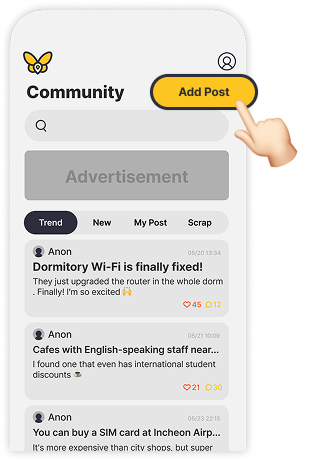 Community
Add Post
Advertisement
Trend New My Post Scrap
Anon 05/20 13:34
Dormitory Wi-Fi is finally fixed!
They just upgraded the router in the whole dorm
. Finally! I'm so excited 🙌
45 12
Anon 05/21 10:09
Cafes with English-speaking staff near...
I found one that even has international student
discounts ☕
21 30
Anon 05/23 22:16
You can buy a SIM card at Incheon Airp...
It's more expensive than city shops, but super